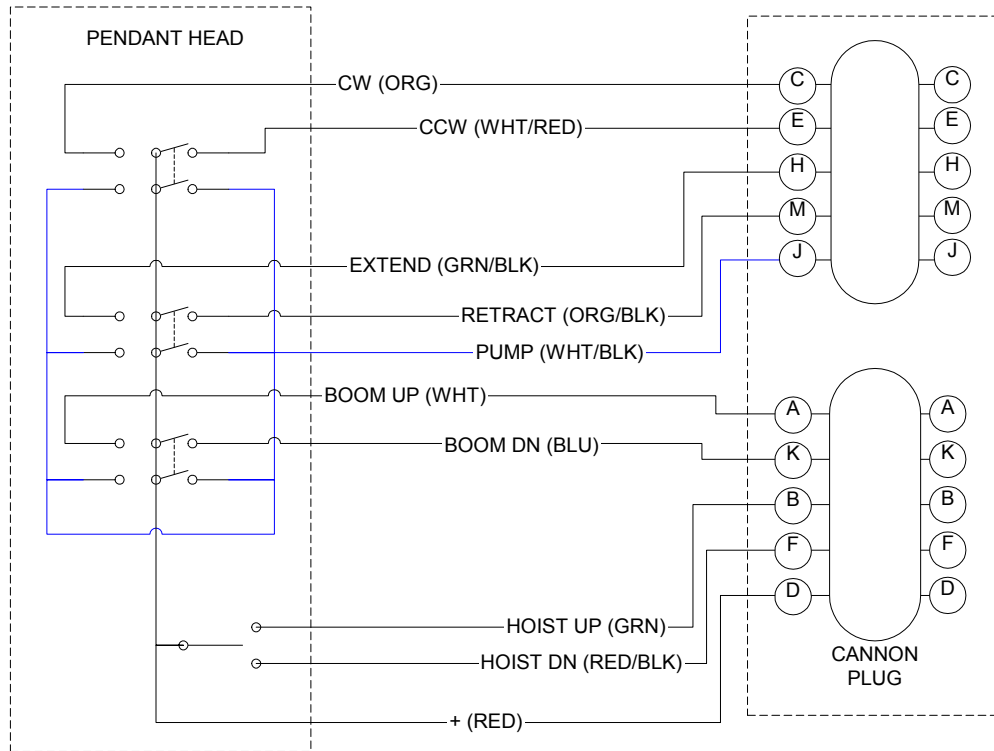 PENDANT HEAD
CW (ORG)
C
C
CCW (WHT/RED)
E
E
H
H
M
M
EXTEND (GRN/BLK)
J
J
RETRACT (ORG/BLK)
PUMP (WHT/BLK)
BOOM UP (WHT)
A
A
BOOM DN (BLU)
K
K
B
B
F
F
D
D
HOIST UP (GRN)
HOIST DN (RED/BLK)
CANNON
PLUG
+ (RED)